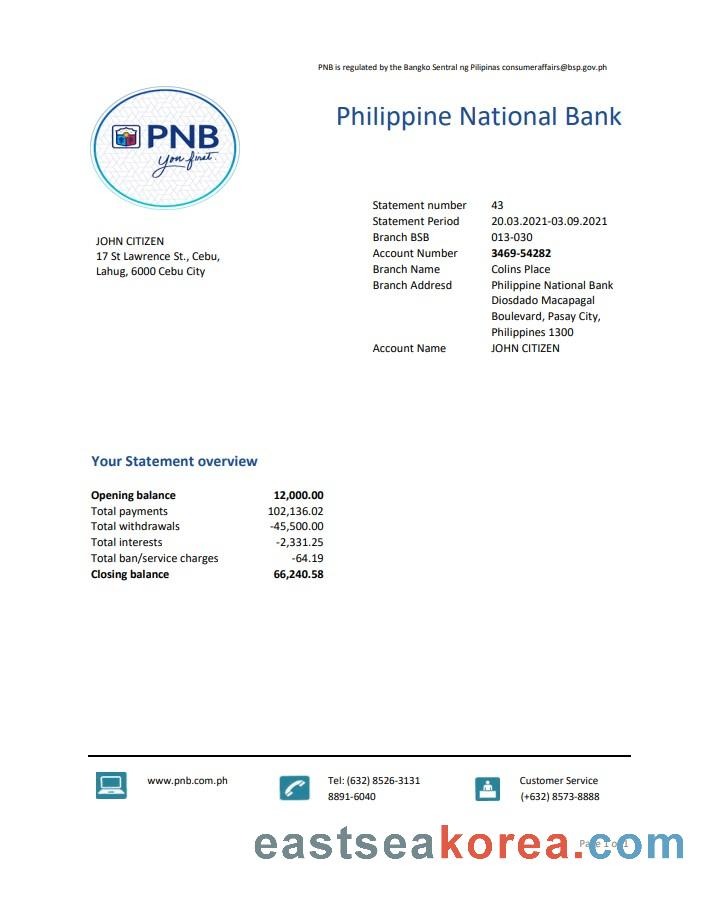 PNB is regulated by the Bangko Sentral ng Pilipinas consumeraffairs@bsp.gov.ph
PNB
You first.
Philippine National Bank
Statement number 43
Statement Period 20.03.2021-03.09.2021
Branch BSB 013-030
Account Number 3469-54282
Branch Name Colins Place
Branch Addresd Philippine National Bank
Diosdado Macapagal
Boulevard, Pasay City,
Philippines 1300
Account Name JOHN CITIZEN
JOHN CITIZEN
17 St Lawrence St., Cebu,
Lahug, 6000 Cebu City
Your Statement overview
Opening balance 12,000.00
Total payments 102,136.02
Total withdrawals -45,500.00
Total interests -2,331.25
Total ban/service charges -64.19
Closing balance 66,240.58
www.pnb.com.ph
Tel: (632) 8526-3131
8891-6040
Customer Service
(+632) 8573-8888
Page 1 of 1
eastseakorea.com